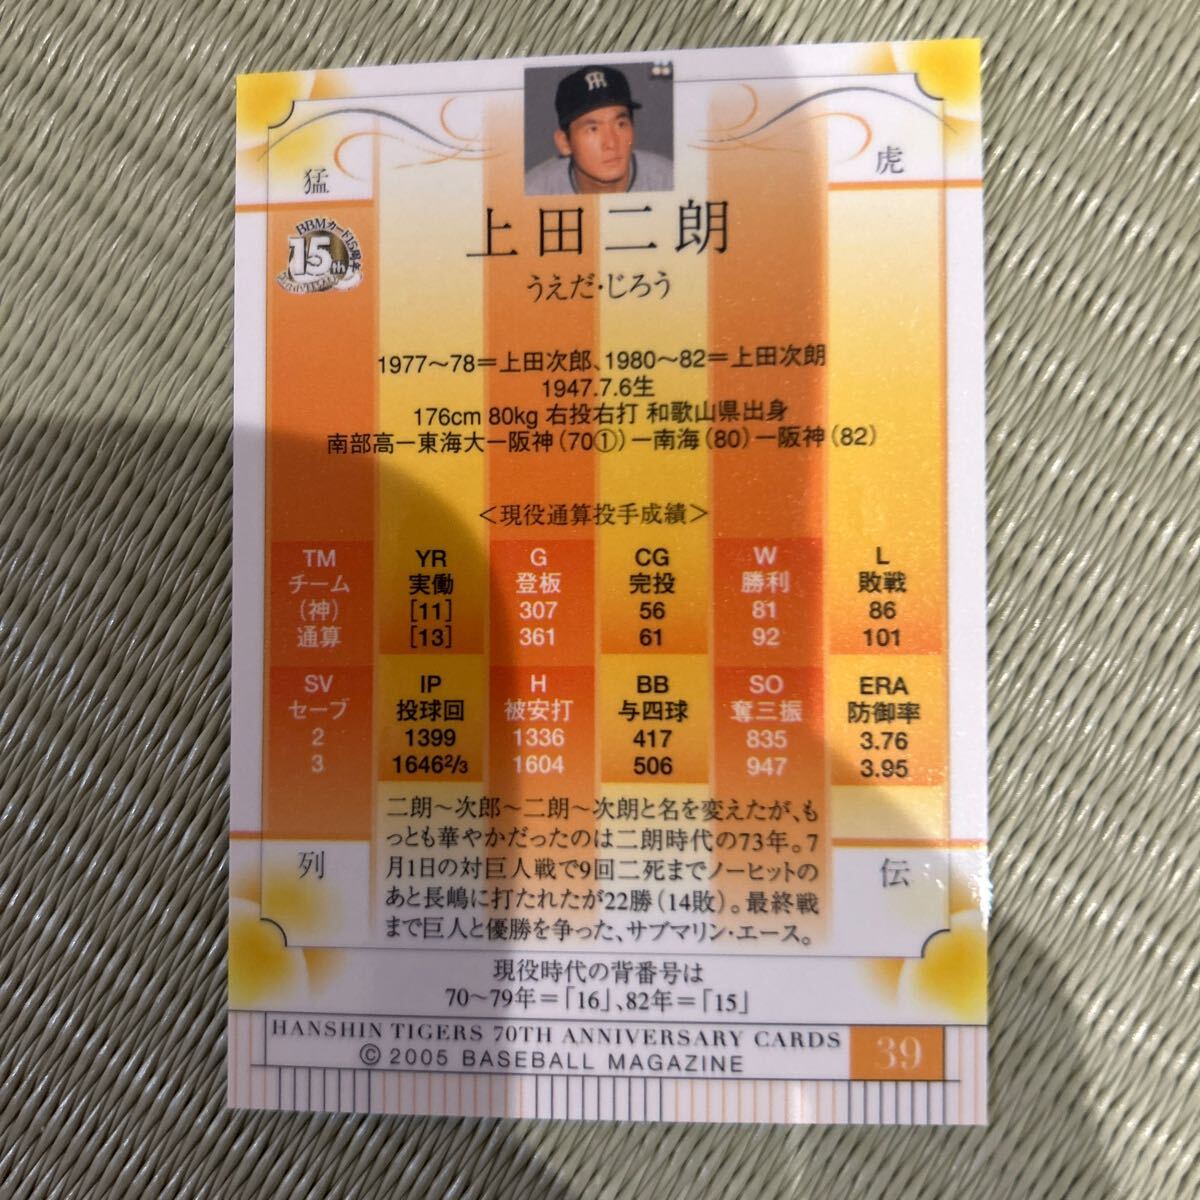 猛
虎
BBMカード15周年
15th
上田二朗
うえだ・じろう
1977〜78＝上田次郎、1980〜82＝上田次朗
1947.7.6生
176cm 80kg 右投右打 和歌山県出身
南部高ー東海大ー阪神(70①)ー南海(80)ー阪神(82)
＜現役通算投手成績＞
TM YR G CG W L
チーム 実働 登板 完投 勝利 敗戦
(神) [11] 307 56 81 86
通算 [13] 361 61 92 101
SV IP H BB SO ERA
セーブ 投球回 被安打 与四球 奪三振 防御率
2 1399 1336 417 835 3.76
3 1646 2/3 1604 506 947 3.95
二朗〜次郎〜二朗〜次朗と名を変えたが、も
っとも華やかだったのは二朗時代の73年。7
月1日の対巨人戦で9回二死までノーヒットの
あと長嶋に打たれたが22勝(14敗)。最終戦
まで巨人と優勝を争った、サブマリン・エース。
列
伝
現役時代の背番号は
70〜79年＝「16」、82年＝「15」
HANSHIN TIGERS 70TH ANNIVERSARY CARDS
© 2005 BASEBALL MAGAZINE
39